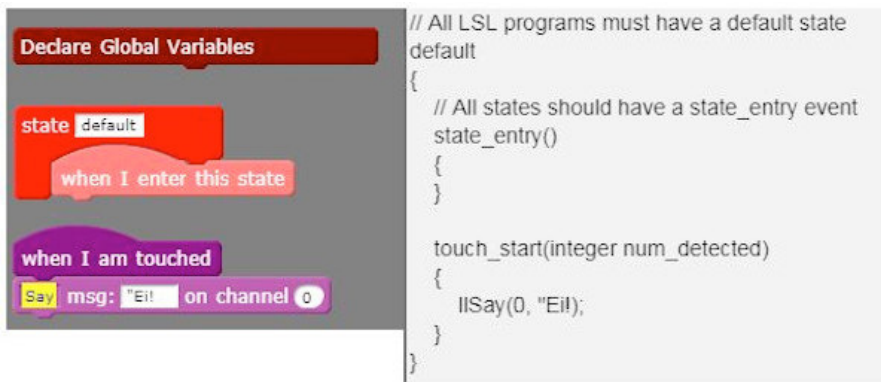 Declare Global Variables
state default
when I enter this state
when I am touched
Say msg: "Ei! on channel 0
// All LSL programs must have a default state
default
{
// All states should have a state_entry event
state_entry()
{
}
touch_start(integer num_detected)
{
llSay(0, "Ei!);
}
}